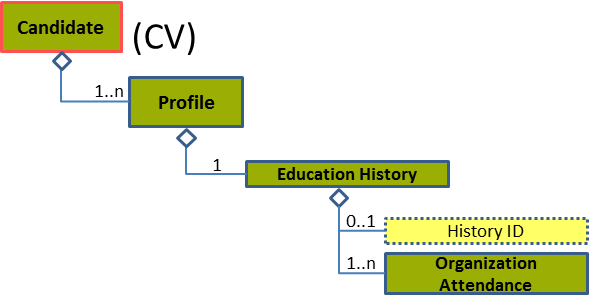 Candidate
(CV)
1..n
Profile
1
Education History
0..1
History ID
1..n
Organization
Attendance